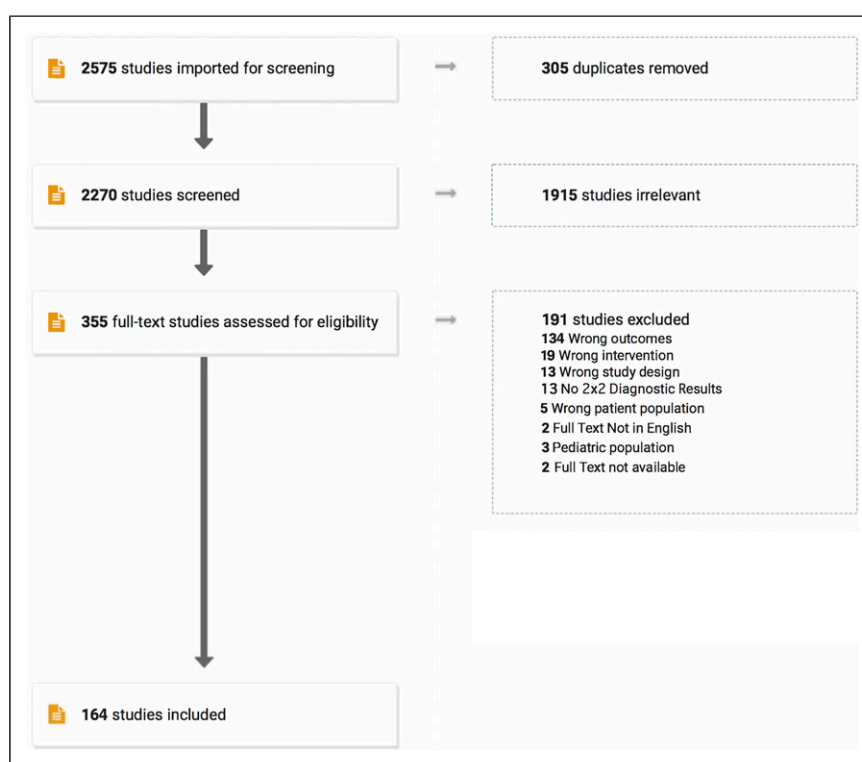 2575 studies imported for screening
305 duplicates removed
2270 studies screened
1915 studies irrelevant
355 full-text studies assessed for eligibility
191 studies excluded
134 Wrong outcomes
19 Wrong intervention
13 Wrong study design
13 No 2x2 Diagnostic Results
5 Wrong patient population
2 Full Text Not in English
3 Pediatric population
2 Full Text not available
164 studies included